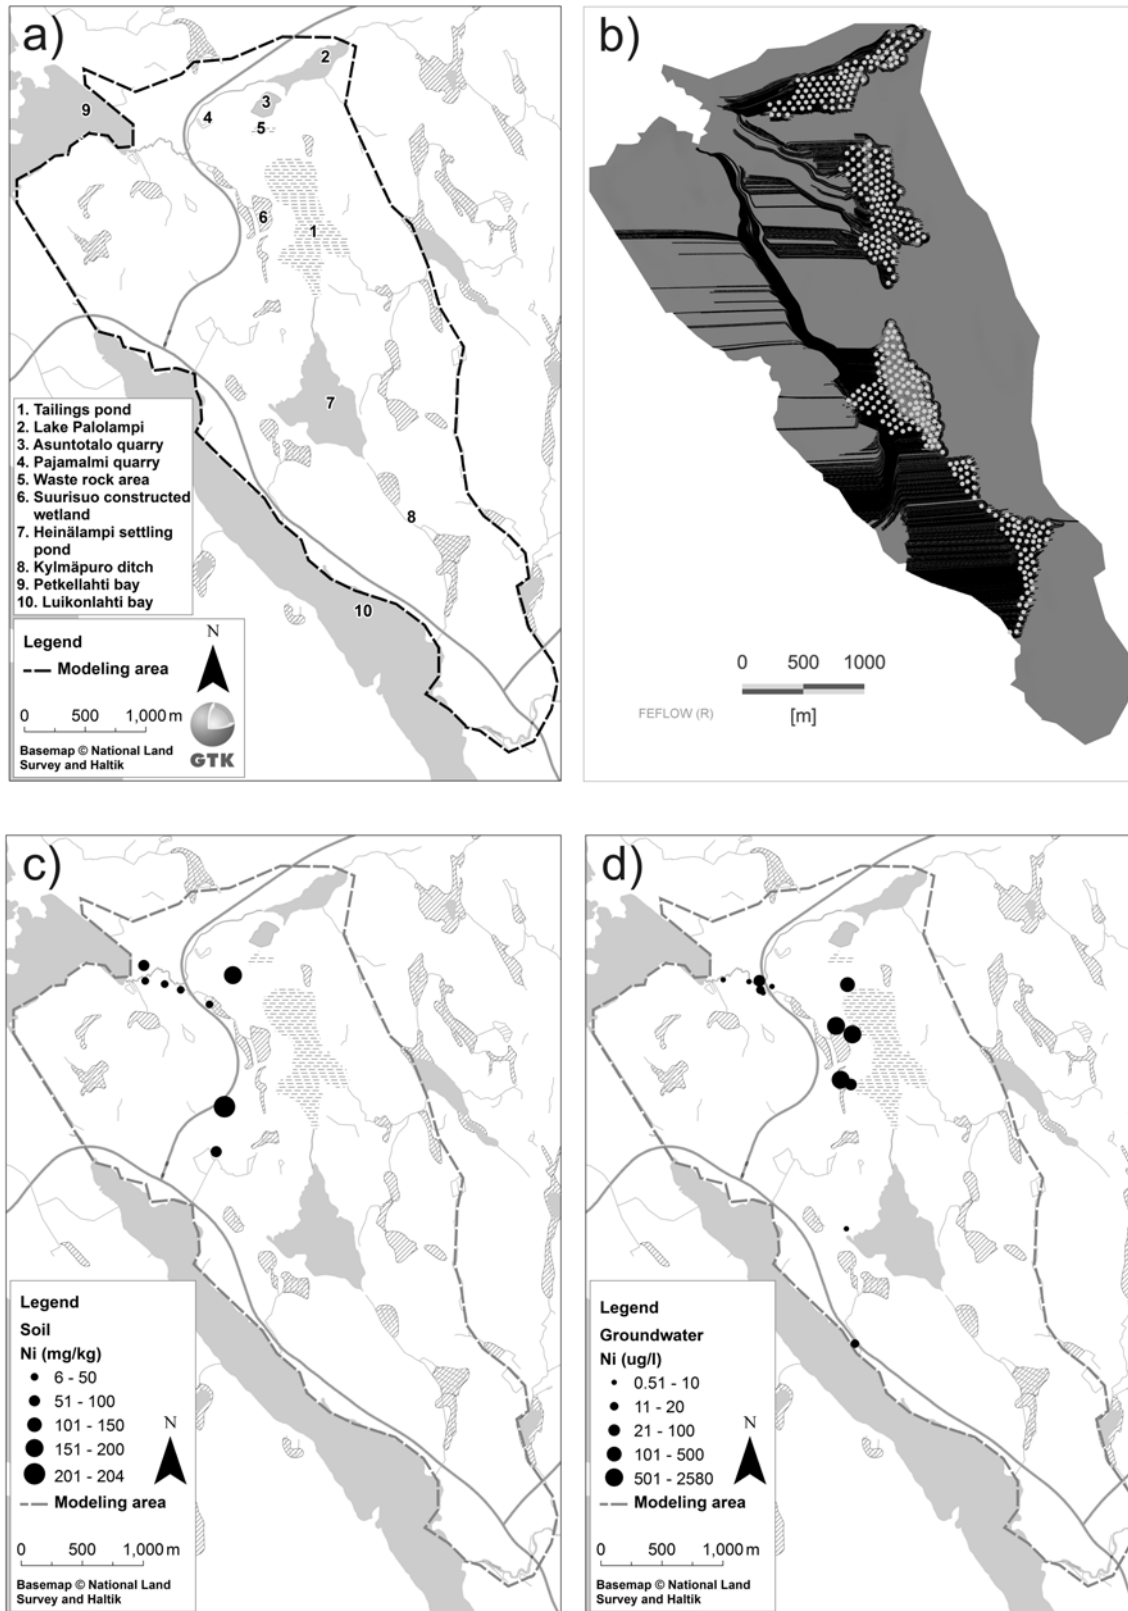 a)
2
9
3
4
5
6
1
7
8
10
1. Tailings pond
2. Lake Palolampi
3. Asuntotalo quarry
4. Pajamalmi quarry
5. Waste rock area
6. Suurisuo constructed
wetland
7. Heinälampi settling
pond
8. Kylmäpuro ditch
9. Petkellahti bay
10. Luikonlahti bay
Legend
Modeling area
N
0 500 1,000 m
Basemap © National Land
Survey and Haltik
GTK
b)
0 500 1000
[m]
FEFLOW (R)
c)
Legend
Soil
Ni (mg/kg)
6 - 50
51 - 100
101 - 150
151 - 200
201 - 204
Modeling area
N
0 500 1,000 m
Basemap © National Land
Survey and Haltik
d)
Legend
Groundwater
Ni (ug/l)
0.51 - 10
11 - 20
21 - 100
101 - 500
501 - 2580
Modeling area
N
0 500 1,000 m
Basemap © National Land
Survey and Haltik